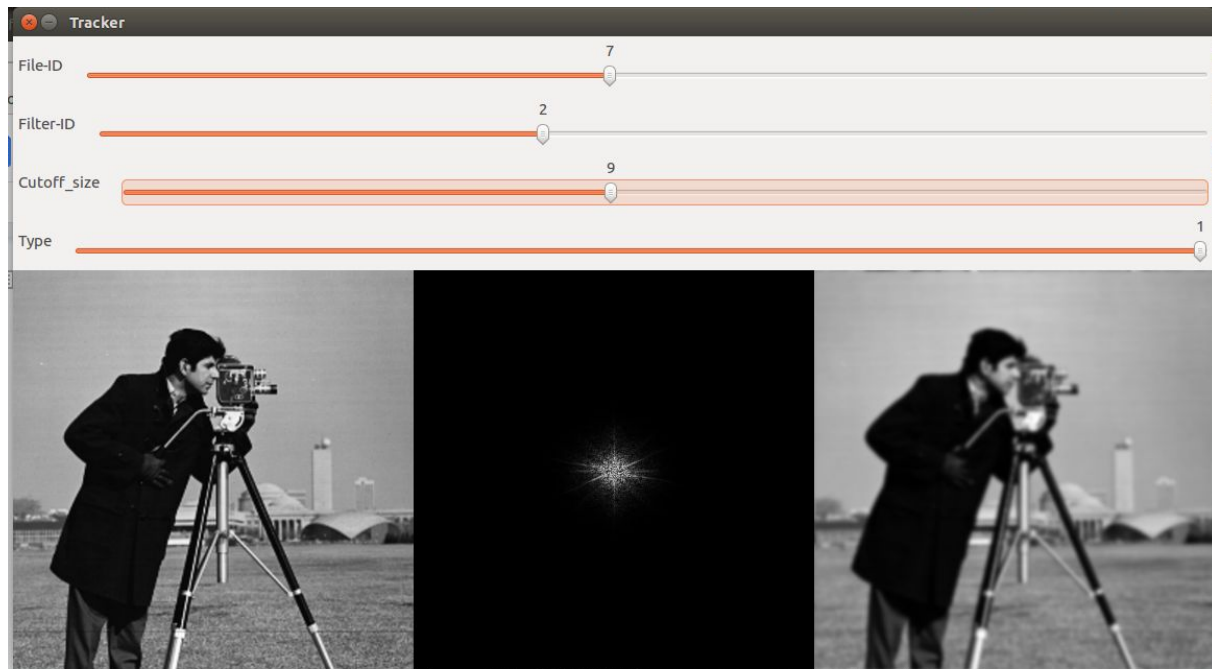 Tracker
7
File-ID
2
Filter-ID
9
Cutoff_size
1
Type